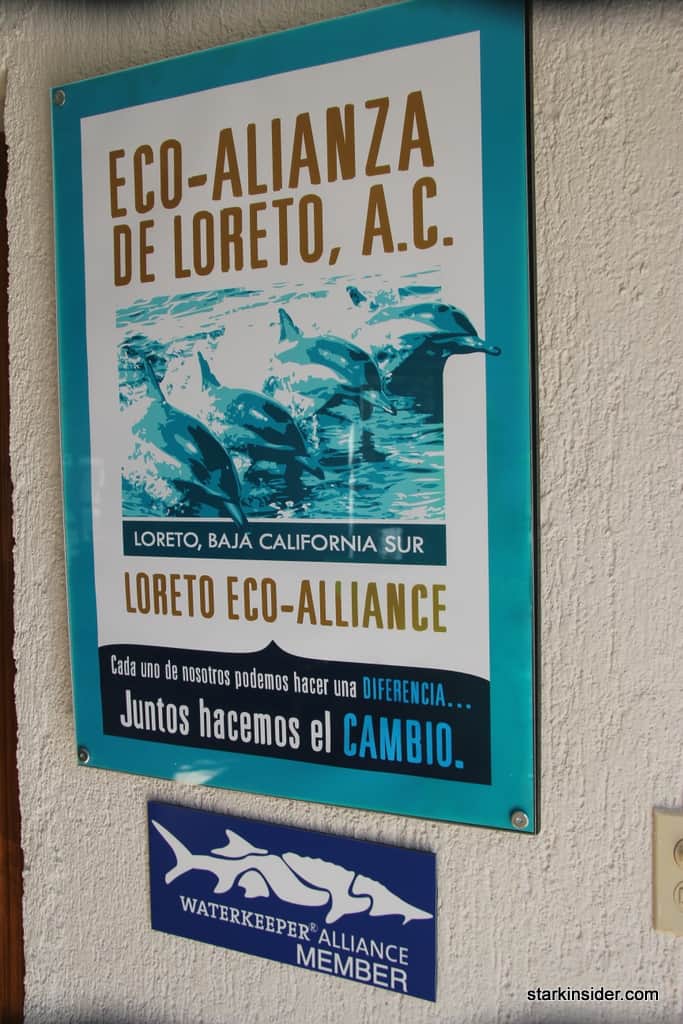 ECO-ALIANZA
DE LORETO, A.C.
LORETO, BAJA CALIFORNIA SUR
LORETO ECO-ALLIANCE
Cada uno de nosotros podemos hacer una DIFERENCIA...
Juntos hacemos el CAMBIO.
WATERKEEPER® ALLIANCE
MEMBER
starkinsider.com